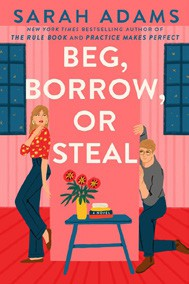 SARAH ADAMS
NEW YORK TIMES BESTSELLING AUTHOR OF
THE RULE BOOK AND PRACTICE MAKES PERFECT
BEG,
BORROW,
OR
STEAL
A NOVEL